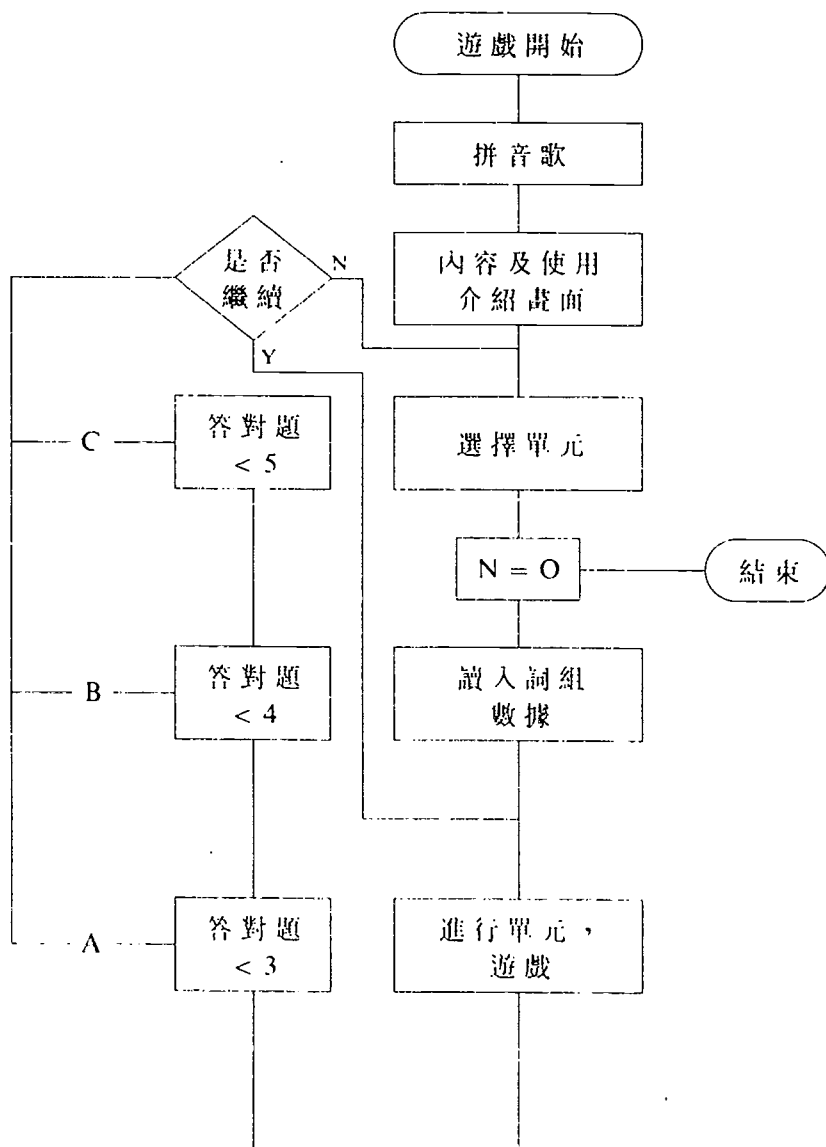 遊戲開始
拼音歌
內容及使用
介紹畫面
是否
繼續
N
Y
選擇單元
C
答對題
< 5
N = O
結束
讀入詞組
數據
B
答對題
< 4
進行單元，
遊戲
A
答對題
< 3